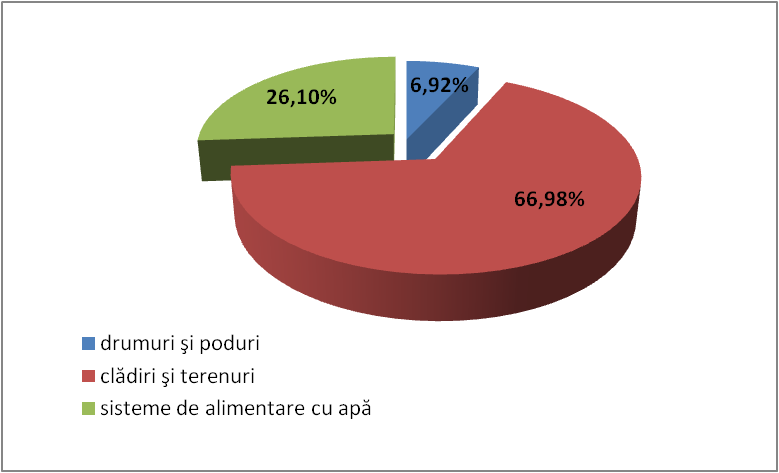 6,92%
26,10%
66,98%
drumuri şi poduri
clădiri şi terenuri
sisteme de alimentare cu apă